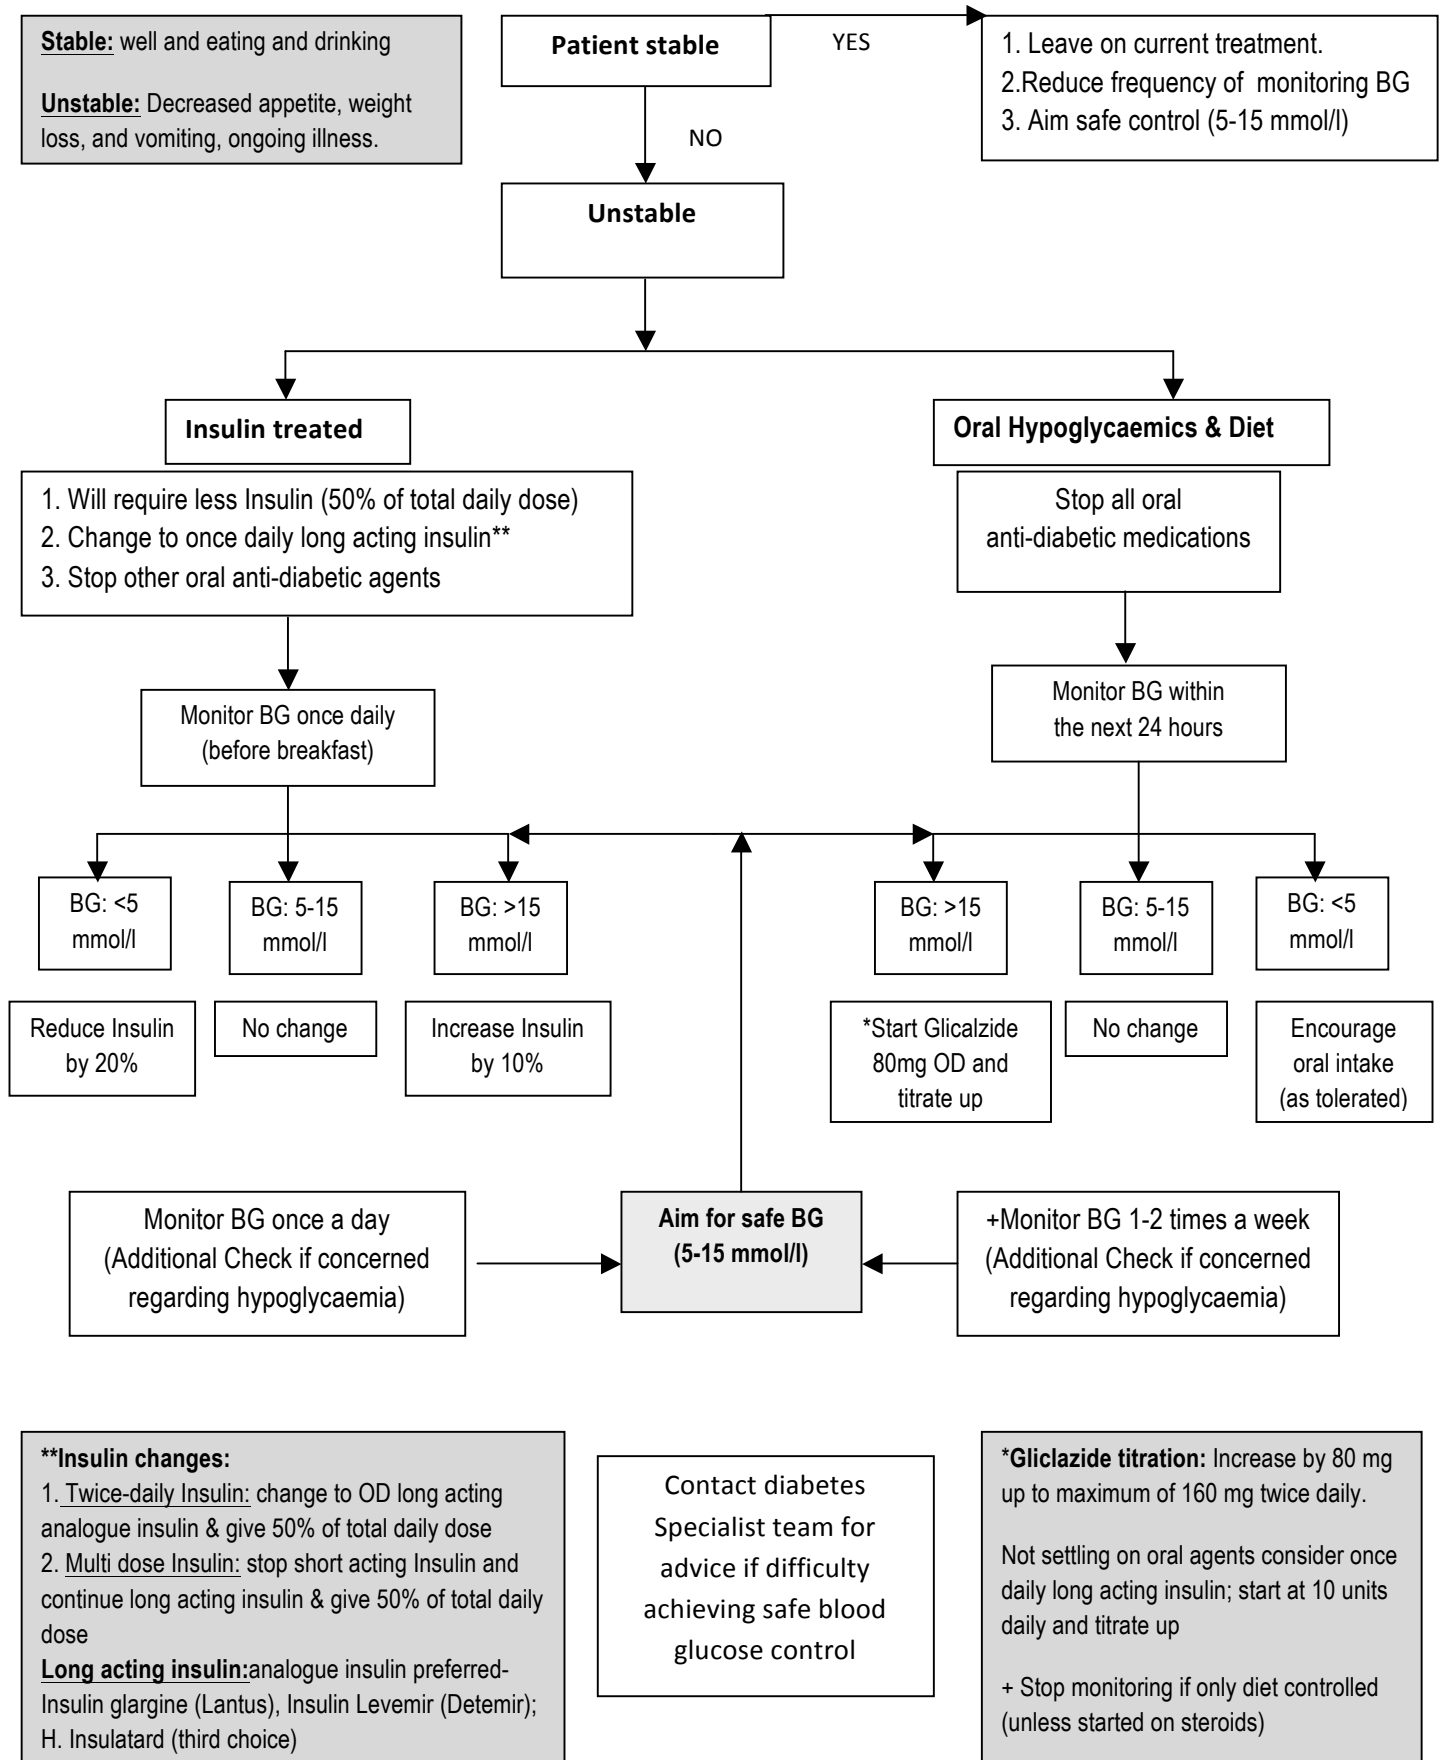 Stable: well and eating and drinking
Unstable: Decreased appetite, weight
loss, and vomiting, ongoing illness.
Patient stable
YES
1. Leave on current treatment.
2.Reduce frequency of monitoring BG
3. Aim safe control (5-15 mmol/l)
NO
Unstable
Insulin treated
1. Will require less Insulin (50% of total daily dose)
2. Change to once daily long acting insulin**
3. Stop other oral anti-diabetic agents
Oral Hypoglycaemics & Diet
Stop all oral
anti-diabetic medications
Monitor BG once daily
(before breakfast)
Monitor BG within
the next 24 hours
BG: <5
mmol/l
BG: 5-15
mmol/l
BG: >15
mmol/l
BG: >15
mmol/l
BG: 5-15
mmol/l
BG: <5
mmol/l
Reduce Insulin
by 20%
No change
Increase Insulin
by 10%
*Start Glicalzide
80mg OD and
titrate up
No change
Encourage
oral intake
(as tolerated)
Monitor BG once a day
(Additional Check if concerned
regarding hypoglycaemia)
Aim for safe BG
(5-15 mmol/l)
+Monitor BG 1-2 times a week
(Additional Check if concerned
regarding hypoglycaemia)
**Insulin changes:
1. Twice-daily Insulin: change to OD long acting
analogue insulin & give 50% of total daily dose
2. Multi dose Insulin: stop short acting Insulin and
continue long acting insulin & give 50% of total daily
dose
Long acting insulin:analogue insulin preferred-
Insulin glargine (Lantus), Insulin Levemir (Detemir);
H. Insulatard (third choice)
Contact diabetes
Specialist team for
advice if difficulty
achieving safe blood
glucose control
*Gliclazide titration: Increase by 80 mg
up to maximum of 160 mg twice daily.
Not settling on oral agents consider once
daily long acting insulin; start at 10 units
daily and titrate up
+ Stop monitoring if only diet controlled
(unless started on steroids)